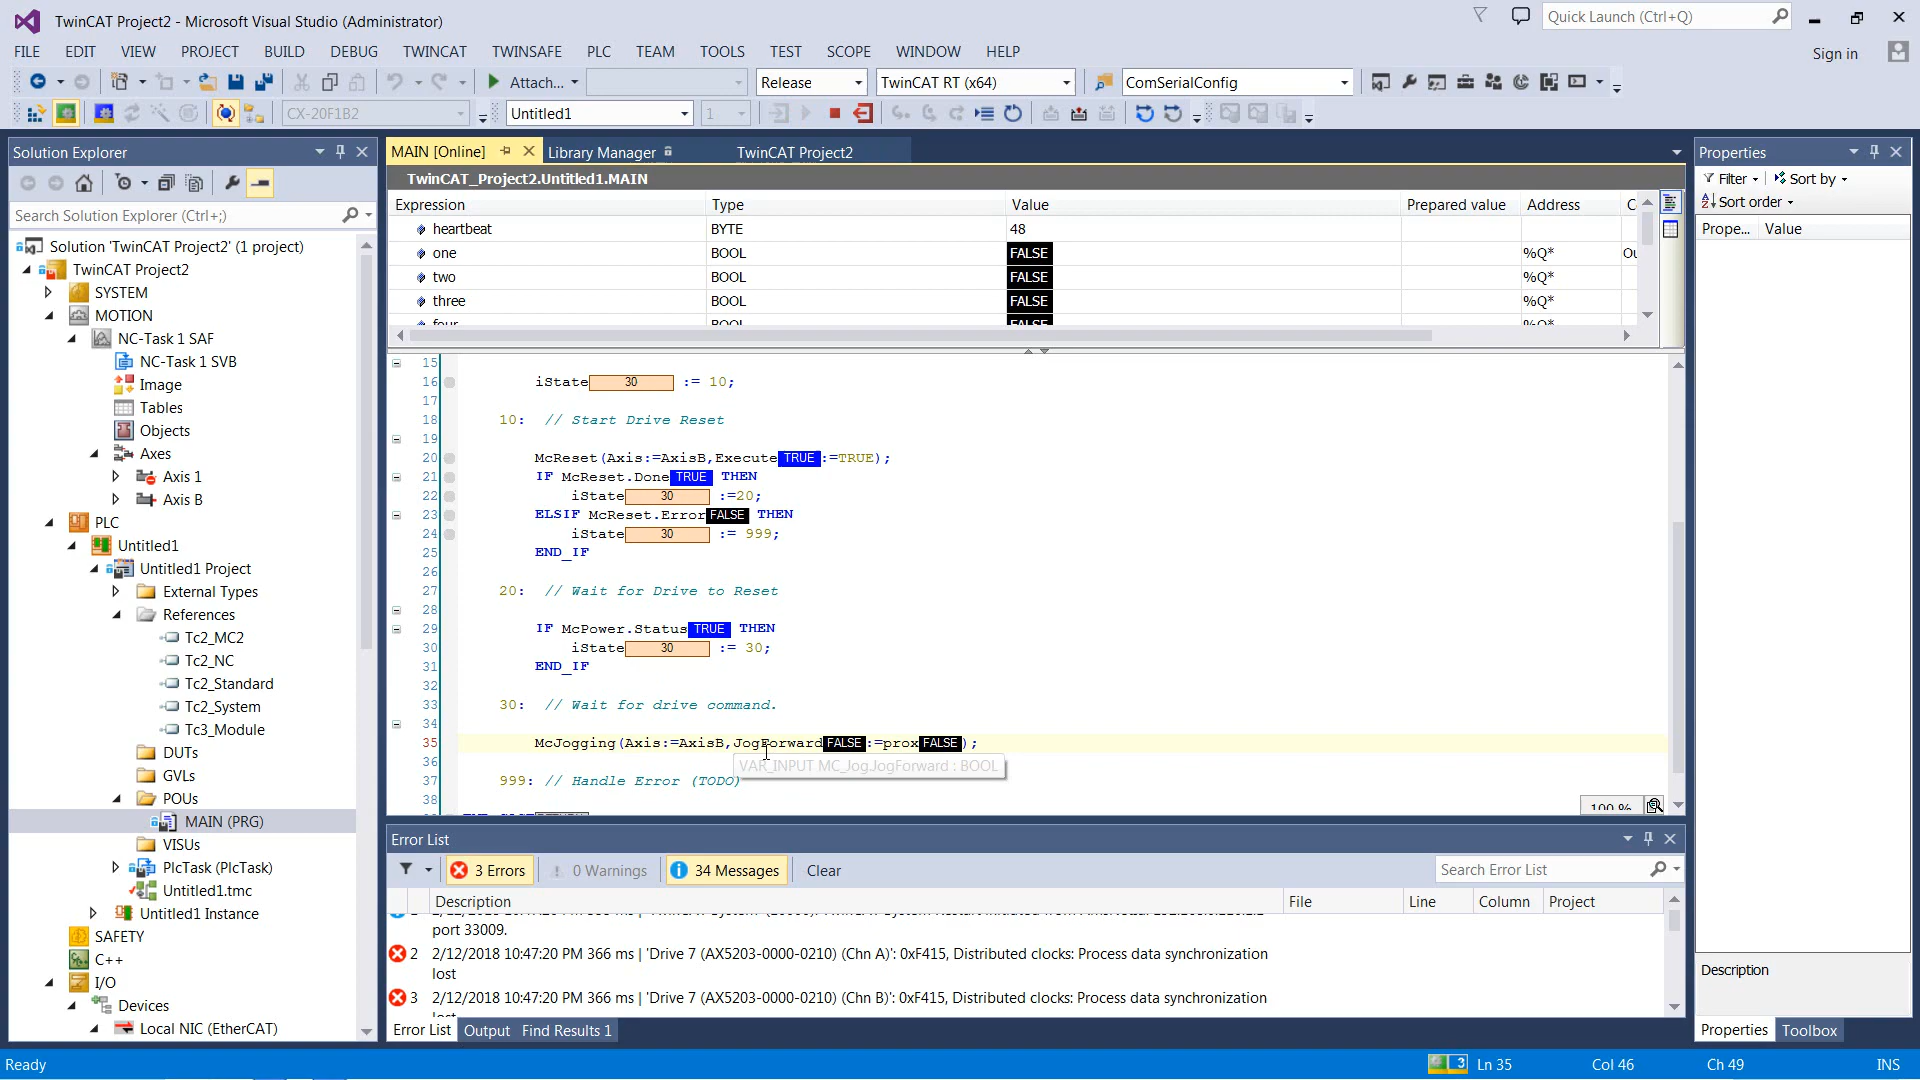 TwinCAT Project2 - Microsoft Visual Studio (Administrator)
Quick Launch (Ctrl+Q)
FILE EDIT VIEW PROJECT BUILD DEBUG TWINCAT TWINSAFE PLC TEAM TOOLS TEST SCOPE WINDOW HELP
Sign in
Attach... Release TwinCAT RT (x64) ComSerialConfig
CX-20F1B2 Untitled1 1
Solution Explorer
Search Solution Explorer (Ctrl+;)
Solution 'TwinCAT Project2' (1 project)
TwinCAT Project2
SYSTEM
MOTION
NC-Task 1 SAF
NC-Task 1 SVB
Image
Tables
Objects
Axes
Axis 1
Axis B
PLC
Untitled1
Untitled1 Project
External Types
References
Tc2_MC2
Tc2_NC
Tc2_Standard
Tc2_System
Tc3_Module
DUTs
GVLs
POUs
MAIN (PRG)
VISUs
PlcTask (PlcTask)
Untitled1.tmc
Untitled1 Instance
SAFETY
C++
I/O
Devices
Local NIC (EtherCAT)
MAIN [Online] Library Manager TwinCAT Project2
TwinCAT_Project2.Untitled1.MAIN
Expression Type Value Prepared value Address C
heartbeat BYTE 48
one BOOL FALSE %Q* Ou
two BOOL FALSE %Q*
three BOOL FALSE %Q*
four BOOL FALSE %Q*
15
16 iState 30 := 10;
17
18 10: // Start Drive Reset
19
20 McReset(Axis:=AxisB,Execute TRUE :=TRUE);
21 IF McReset.Done TRUE THEN
22 iState 30 :=20;
23 ELSIF McReset.Error FALSE THEN
24 iState 30 := 999;
25 END_IF
26
27 20: // Wait for Drive to Reset
28
29 IF McPower.Status TRUE THEN
30 iState 30 := 30;
31 END_IF
32
33 30: // Wait for drive command.
34
35 McJogging(Axis:=AxisB,JogForward FALSE :=prox FALSE );
36
VAR_INPUT MC_Jog.JogForward : BOOL
37 999: // Handle Error (TODO)
38
100 %
Error List
3 Errors 0 Warnings 34 Messages Clear
Search Error List
Description File Line Column Project
port 33009.
2 2/12/2018 10:47:20 PM 366 ms | 'Drive 7 (AX5203-0000-0210) (Chn A)': 0xF415, Distributed clocks: Process data synchronization
lost
3 2/12/2018 10:47:20 PM 366 ms | 'Drive 7 (AX5203-0000-0210) (Chn B)': 0xF415, Distributed clocks: Process data synchronization
lost
Error List Output Find Results 1
Properties
Filter Sort by
Sort order
Prope... Value
Description
Properties Toolbox
Ready 3 Ln 35 Col 46 Ch 49 INS